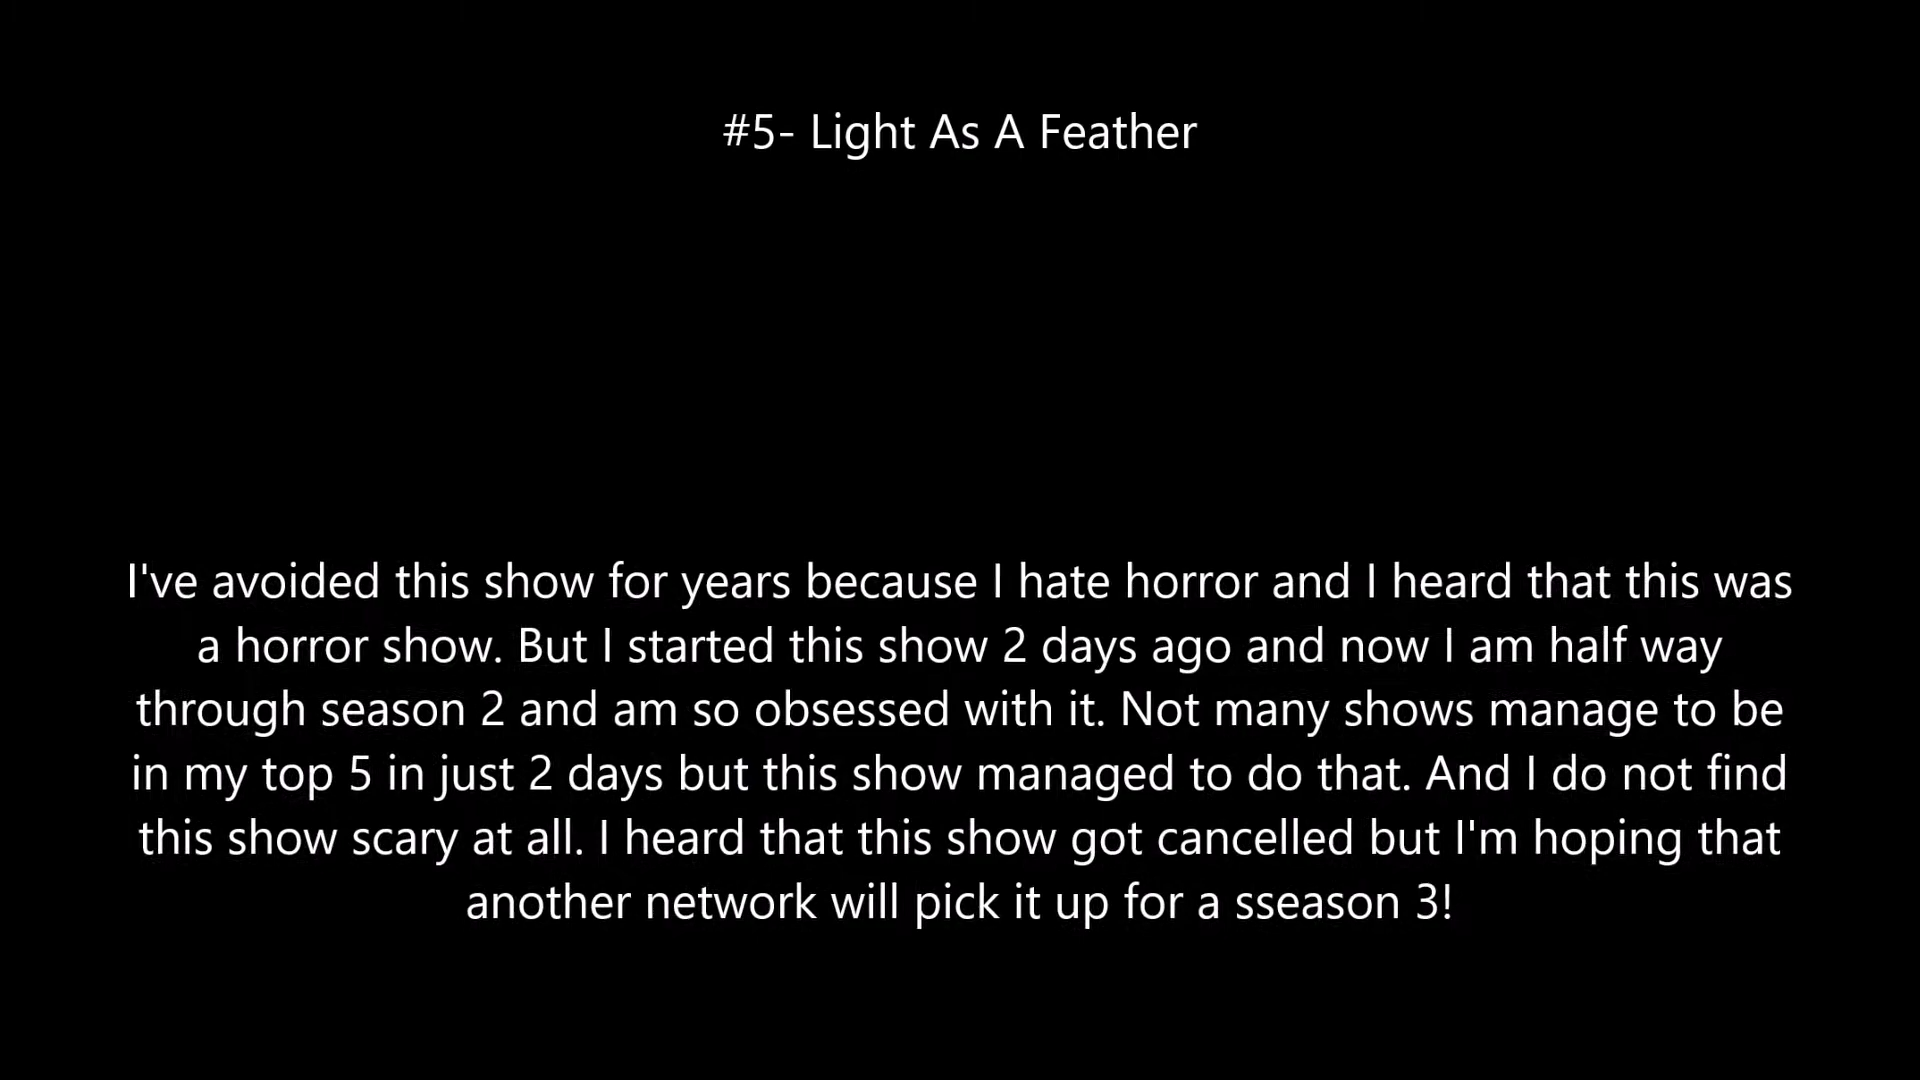 #5- Light As A Feather
I've avoided this show for years because I hate horror and I heard that this was
a horror show. But I started this show 2 days ago and now I am half way
through season 2 and am so obsessed with it. Not many shows manage to be
in my top 5 in just 2 days but this show managed to do that. And I do not find
this show scary at all. I heard that this show got cancelled but I'm hoping that
another network will pick it up for a sseason 3!